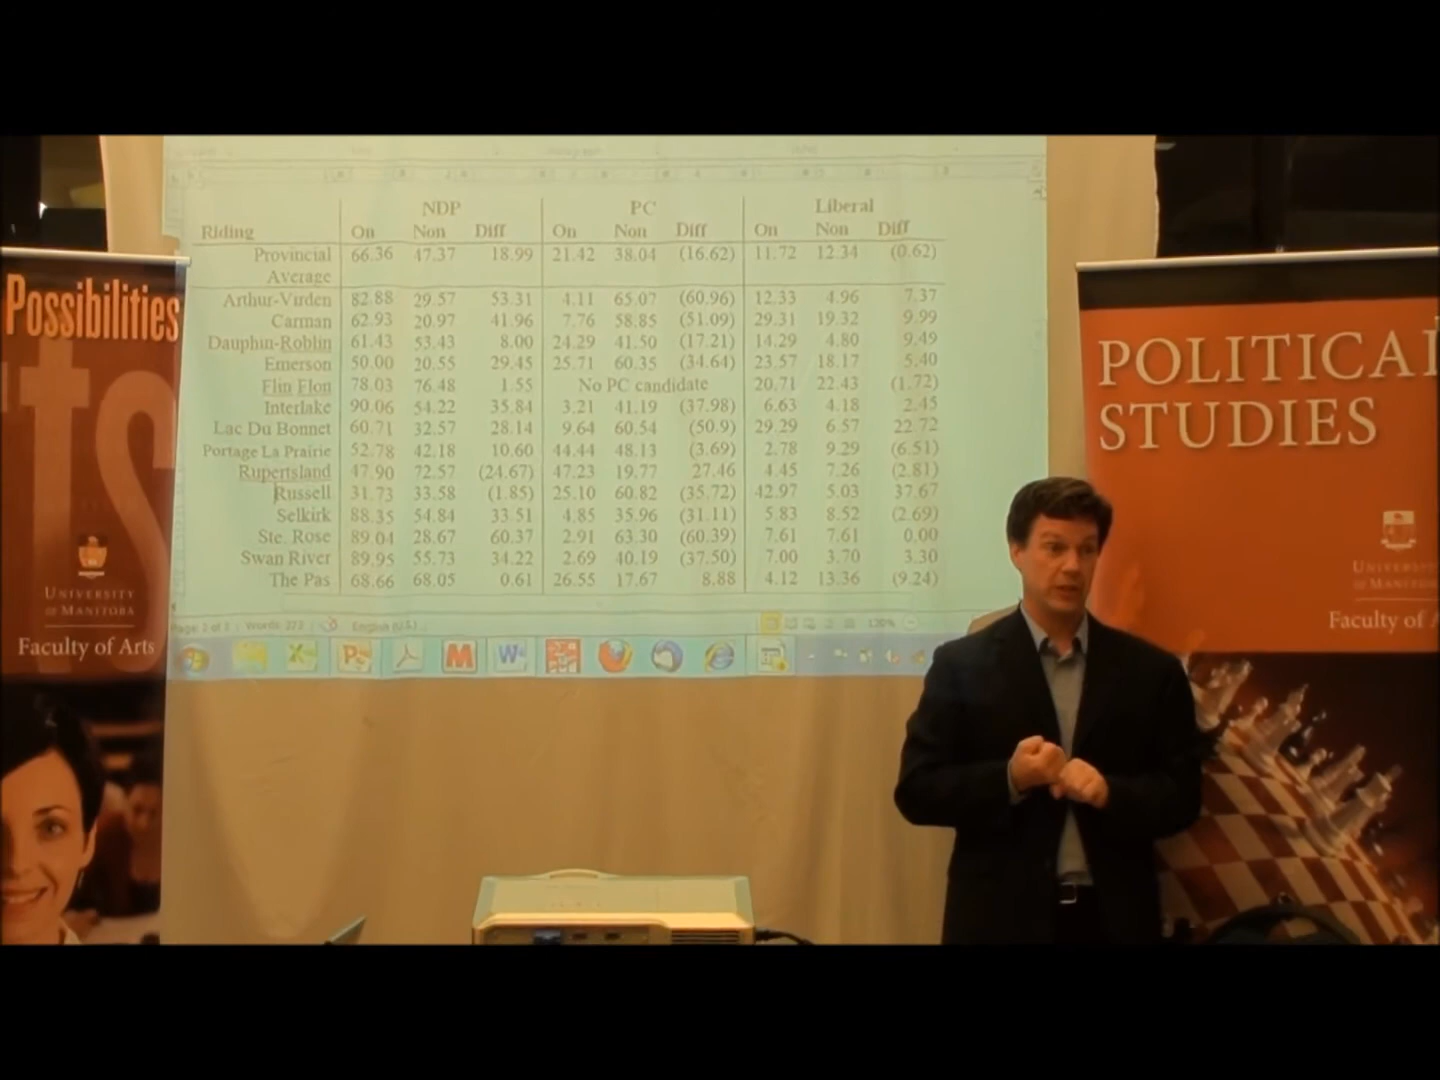 NDP PC Liberal
Riding On Non Diff On Non Diff On Non Diff
Provincial 66.36 47.37 18.99 21.42 38.04 (16.62) 11.72 12.34 (0.62)
Average
Arthur-Virden 82.88 29.57 53.31 4.11 65.07 (60.96) 12.33 4.96 7.37
Carman 62.93 20.97 41.96 7.76 58.85 (51.09) 29.31 19.32 9.99
Dauphin-Roblin 61.43 53.43 8.00 24.29 41.50 (17.21) 14.29 4.80 9.49
Emerson 50.00 20.55 29.45 25.71 60.35 (34.64) 23.57 18.17 5.40
Flin Flon 78.03 76.48 1.55 No PC candidate 20.71 22.43 (1.72)
Interlake 90.06 54.22 35.84 3.21 41.19 (37.98) 6.63 4.18 2.45
Lac Du Bonnet 60.71 32.57 28.14 9.64 60.54 (50.9) 29.29 6.57 22.72
Portage La Prairie 52.78 42.18 10.60 44.44 48.13 (3.69) 2.78 9.29 (6.51)
Rupertsland 47.90 72.57 (24.67) 47.23 19.77 27.46 4.45 7.26 (2.81)
Russell 31.73 33.58 (1.85) 25.10 60.82 (35.72) 42.97 5.03 37.67
Selkirk 88.35 54.84 33.51 4.85 35.96 (31.11) 5.83 8.52 (2.69)
Ste. Rose 89.04 28.67 60.37 2.91 63.30 (60.39) 7.61 7.61 0.00
Swan River 89.95 55.73 34.22 2.69 40.19 (37.50) 7.00 3.70 3.30
The Pas 68.66 68.05 0.61 26.55 17.67 8.88 4.12 13.36 (9.24)
Page: 2 of 2 Words: 272 English (U.S.) 120%
Possibilities
ts
UNIVERSITY
OF MANITOBA
Faculty of Arts
POLITICAL
STUDIES
UNIVERS
OF MANITO
Faculty of A